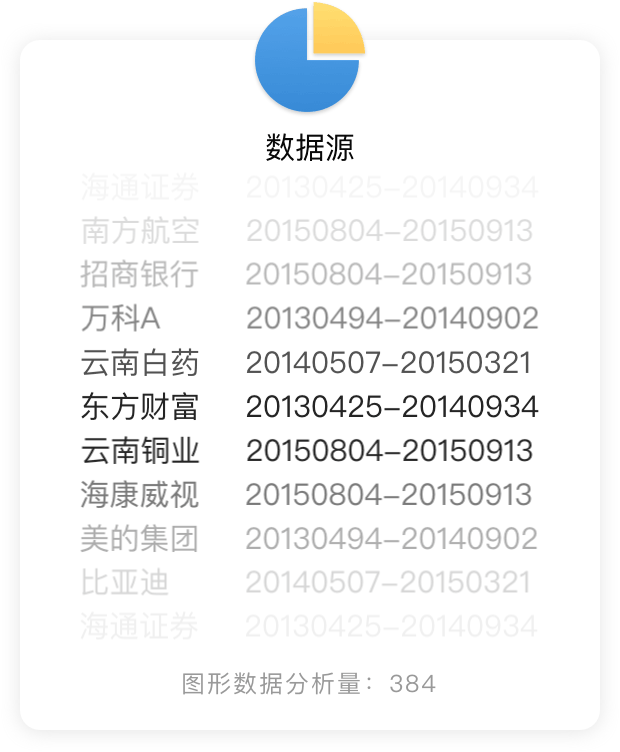 数据源
海通证券 20130425-20140934
南方航空 20150804-20150913
招商银行 20150804-20150913
万科A 20130494-20140902
云南白药 20140507-20150321
东方财富 20130425-20140934
云南铜业 20150804-20150913
海康威视 20150804-20150913
美的集团 20130494-20140902
比亚迪 20140507-20150321
海通证券 20130425-20140934
图形数据分析量：384